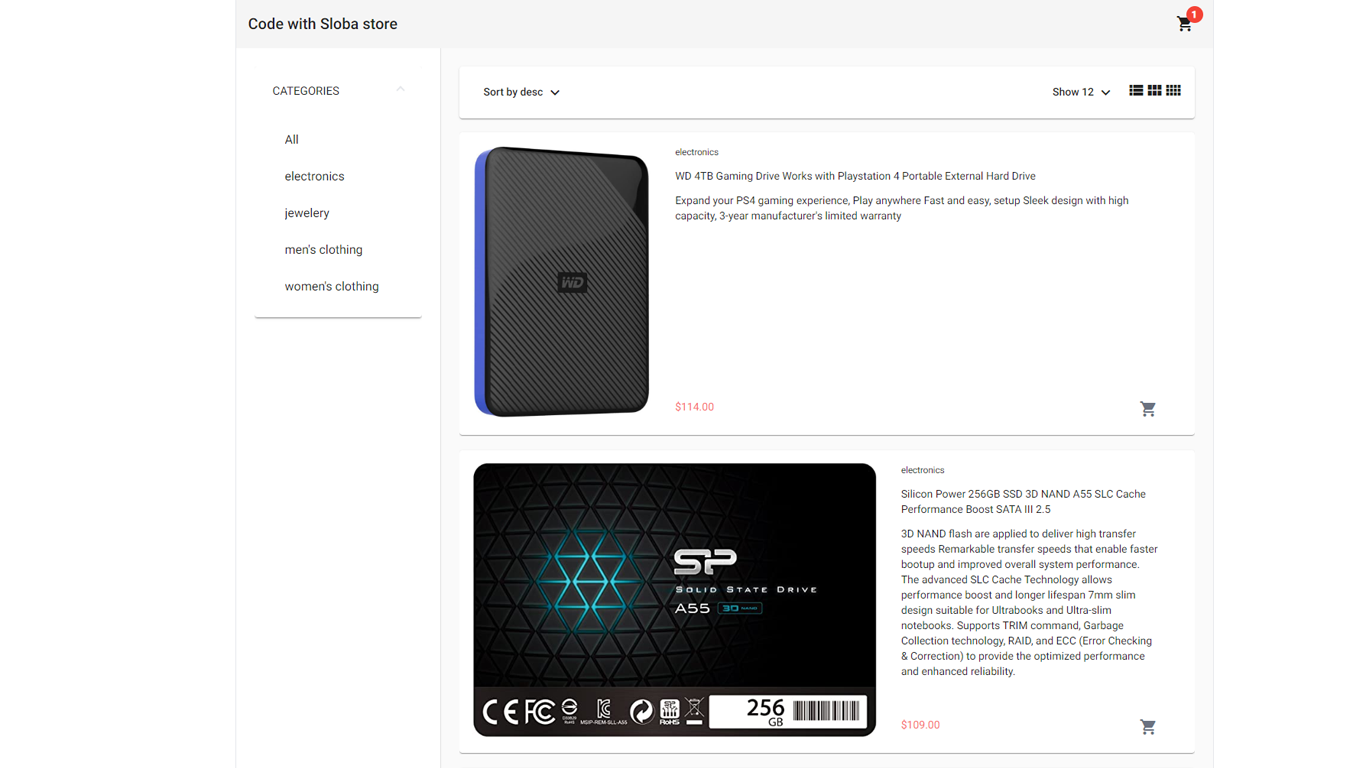 Code with Sloba store
1
CATEGORIES
All
electronics
jewelery
men's clothing
women's clothing
Sort by desc
Show 12
electronics
WD 4TB Gaming Drive Works with Playstation 4 Portable External Hard Drive
Expand your PS4 gaming experience, Play anywhere Fast and easy, setup Sleek design with high
capacity, 3-year manufacturer's limited warranty
WD
$114.00
electronics
Silicon Power 256GB SSD 3D NAND A55 SLC Cache
Performance Boost SATA III 2.5
3D NAND flash are applied to deliver high transfer
speeds Remarkable transfer speeds that enable faster
bootup and improved overall system performance.
The advanced SLC Cache Technology allows
performance boost and longer lifespan 7mm slim
design suitable for Ultrabooks and Ultra-slim
notebooks. Supports TRIM command, Garbage
Collection technology, RAID, and ECC (Error Checking
& Correction) to provide the optimized performance
and enhanced reliability.
$109.00
SP
SOLID STATE DRIVE
A55 3D NAND
CE FC
MSIP-REM-SLL-A55
RoHS
256
GB